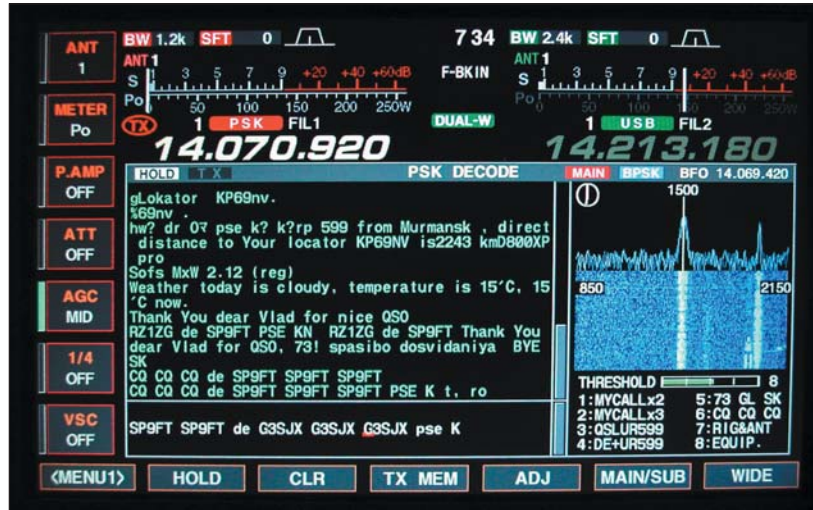 ANT 1
METER Po
P.AMP OFF
ATT OFF
AGC MID
1/4 OFF
VSC OFF
BW 1.2k SFT 0
7 34
BW 2.4k SFT 0
ANT 1
S 1 3 5 7 9 +20 +40 +60dB
F-BKIN
ANT 1
S 1 3 5 7 9 +20 +40 +60dB
Po 0 50 100 150 200 250W
Po 0 50 100 150 200 250W
TX 1 PSK FIL1
DUAL-W
1 USB FIL2
14.070.920
14.213.180
HOLD TX PSK DECODE MAIN BPSK BFO 14.069.420
gLokator KP69nv.
%69nv .
hw? dr pse k? k?rp 599 from Murmansk , direct
distance to Your locator KP69NV is2243 kmD800XP
pro
Sofs MxW 2.12 (reg)
Weather today is cloudy, temperature is 15´C, 15
´C now.
Thank You dear Vlad for nice QSO
RZ1ZG de SP9FT PSE KN RZ1ZG de SP9FT Thank You
dear Vlad for QSO, 73! spasibo dosvidaniya BYE
SK
CQ CQ CQ de SP9FT SP9FT SP9FT
CQ CQ CQ de SP9FT SP9FT SP9FT PSE K t, ro
SP9FT SP9FT de G3SJX G3SJX G3SJX pse K
1500
850 2150
THRESHOLD 8
1:MYCALLx2 5:73 GL SK
2:MYCALLx3 6:CQ CQ CQ
3:QSLUR599 7:RIG&ANT
4:DE+UR599 8:EQUIP.
<MENU1> HOLD CLR TX MEM ADJ MAIN/SUB WIDE